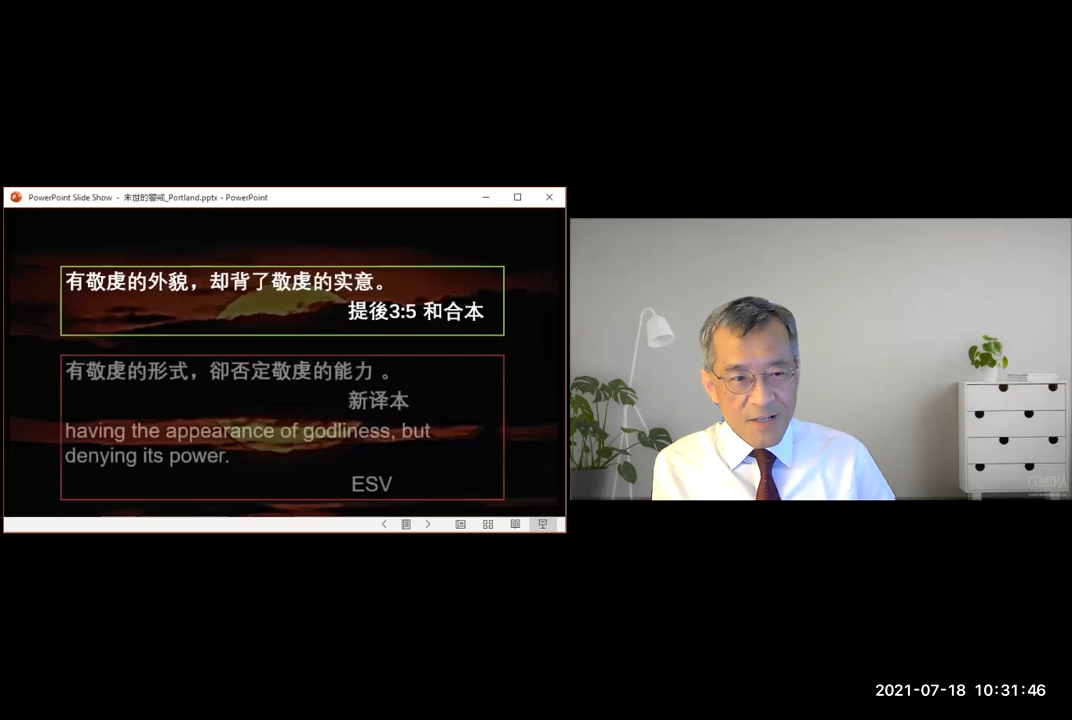 PowerPoint Slide Show - 末世的警戒_Portland.pptx - PowerPoint
有敬虔的外貌，却背了敬虔的实意。
提後3:5 和合本
有敬虔的形式，卻否定敬虔的能力 。
新译本
having the appearance of godliness, but
denying its power.
ESV
2021-07-18 10:31:46